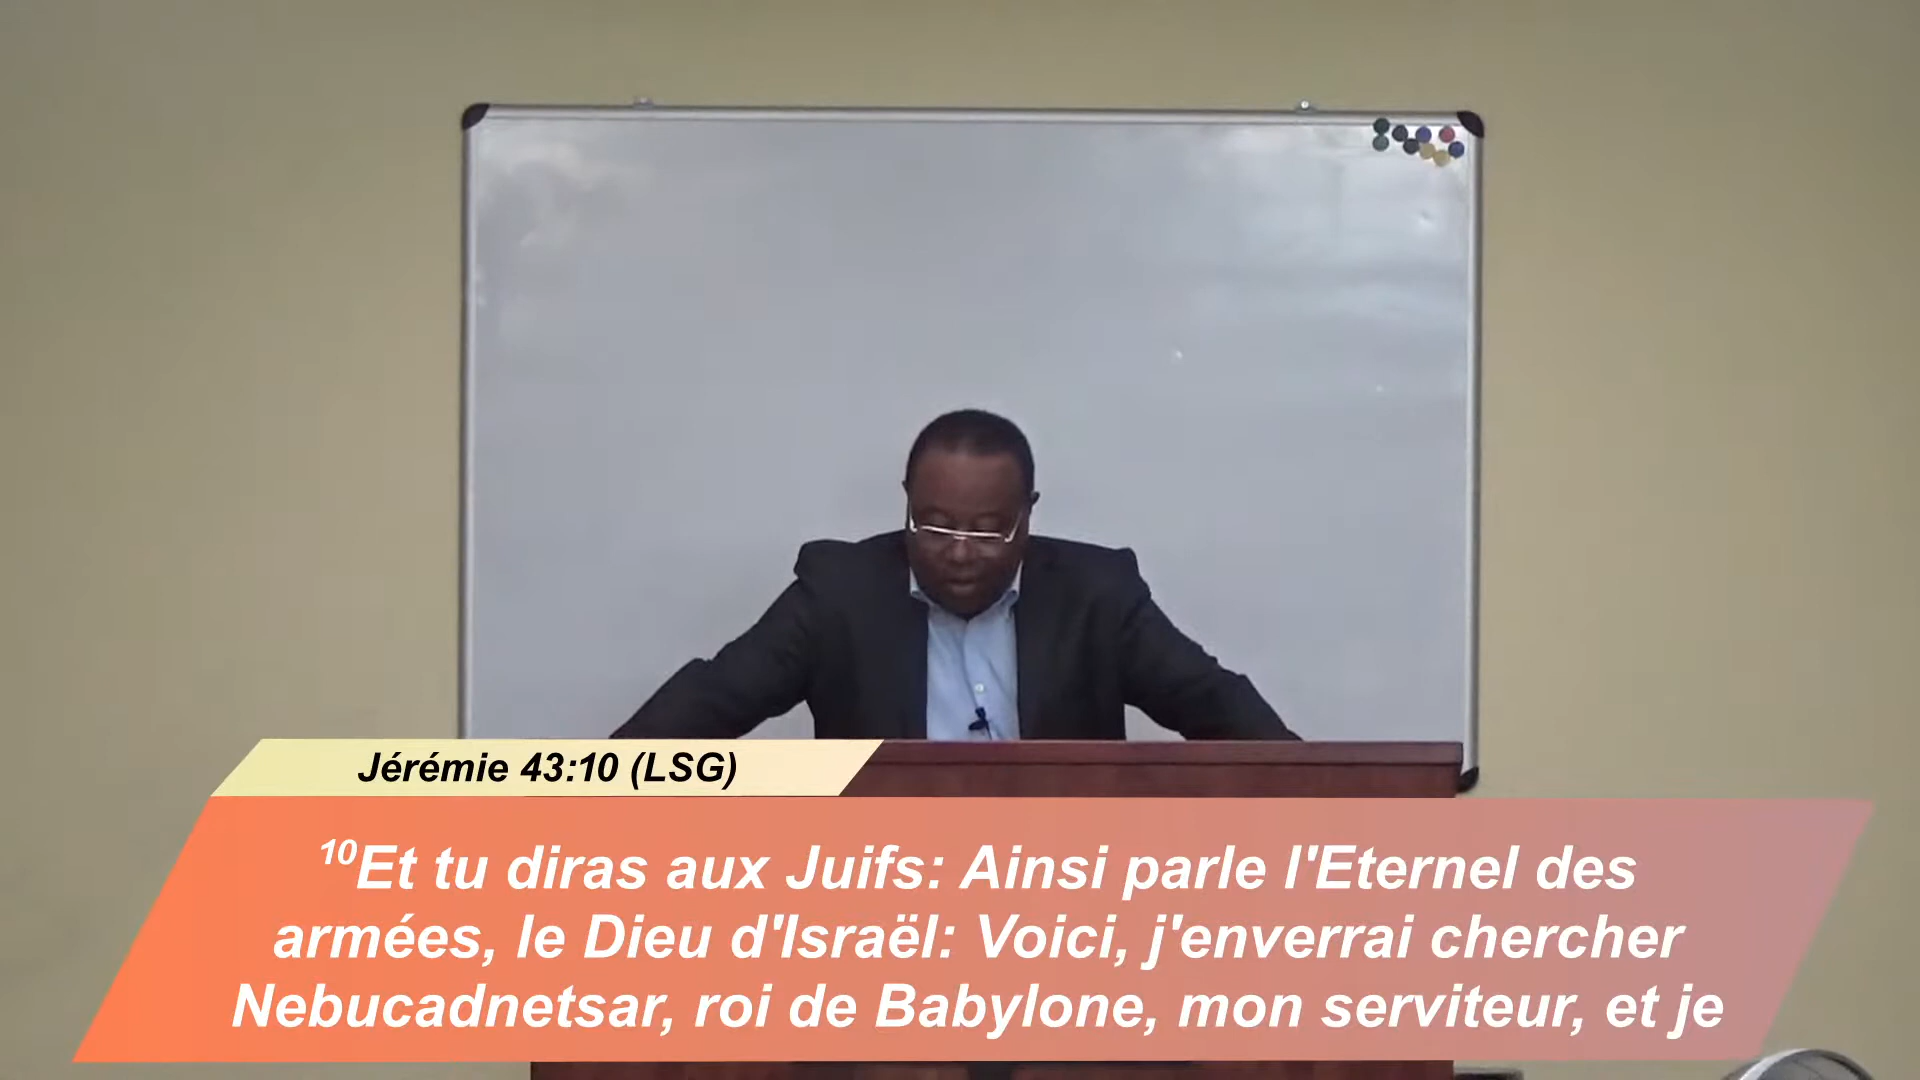 Jérémie 43:10 (LSG)
10Et tu diras aux Juifs: Ainsi parle l'Eternel des
armées, le Dieu d'Israël: Voici, j'enverrai chercher
Nebucadnetsar, roi de Babylone, mon serviteur, et je